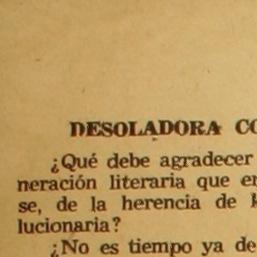 DESOLADORA
¿Qué debe agradecer
neración literaria que
se, de la herencia de
lucionaria?
¿No es tiempo ya de